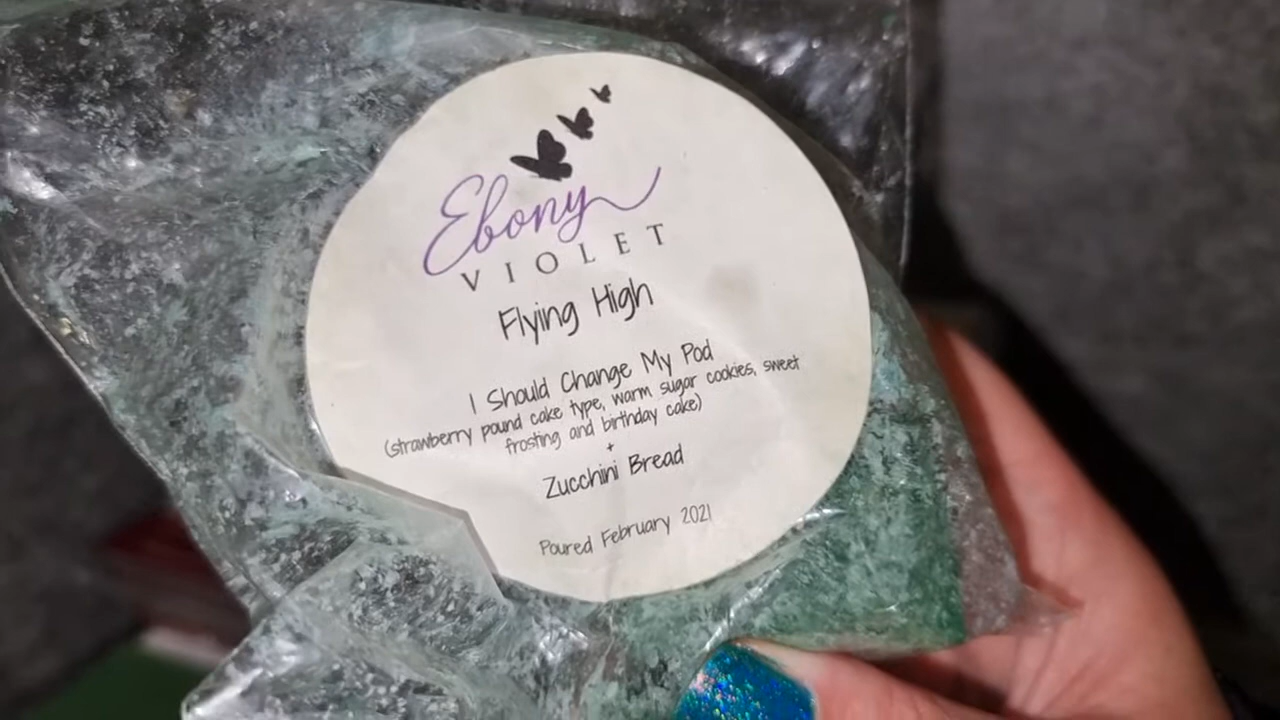 Ebony
VIOLET
Flying High
I Should Change My Pod
(strawberry pound cake type, warm sugar cookies, sweet
frosting and birthday cake)
+
Zucchini Bread
Poured February 2021